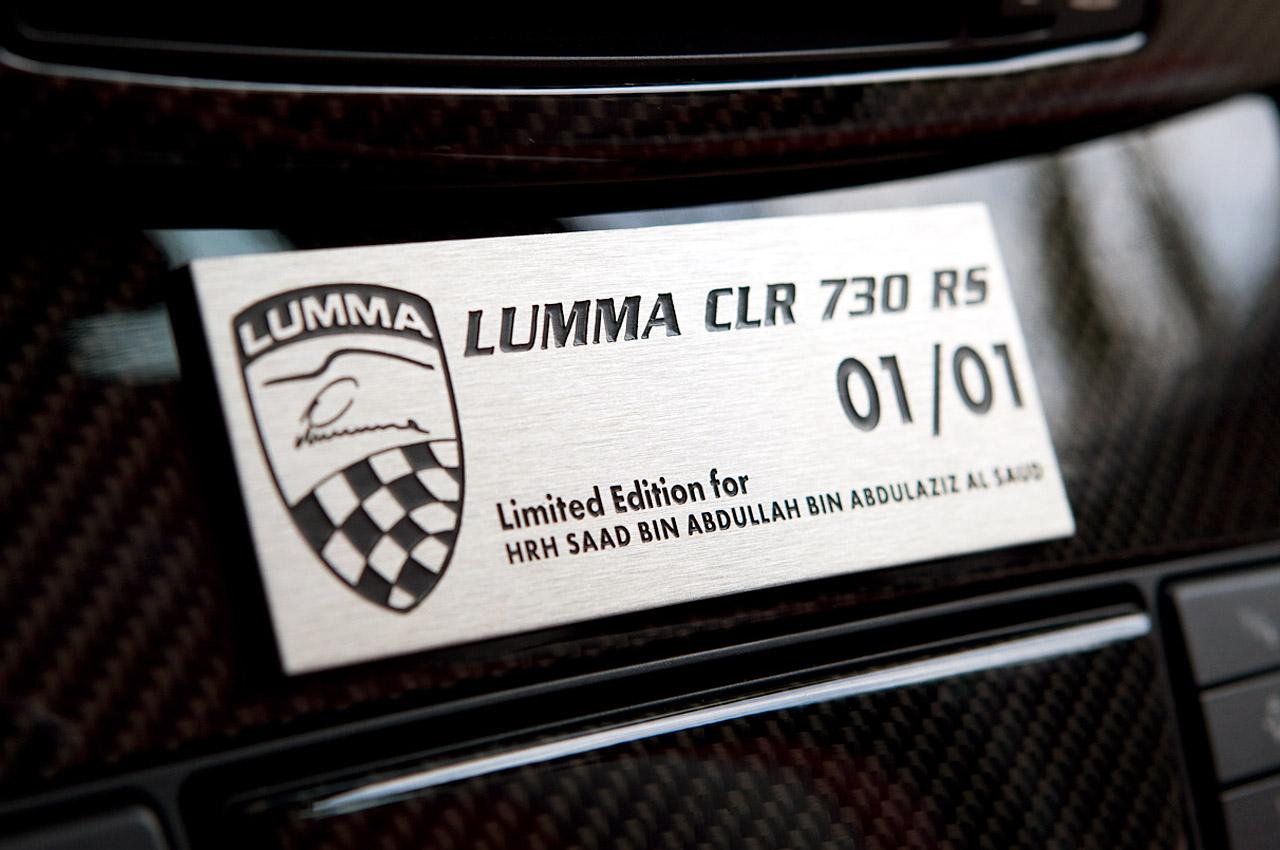 LUMMA
LUMMA CLR 730 RS
01/01
Limited Edition for
HRH SAAD BIN ABDULLAH BIN ABDULAZIZ AL SAUD